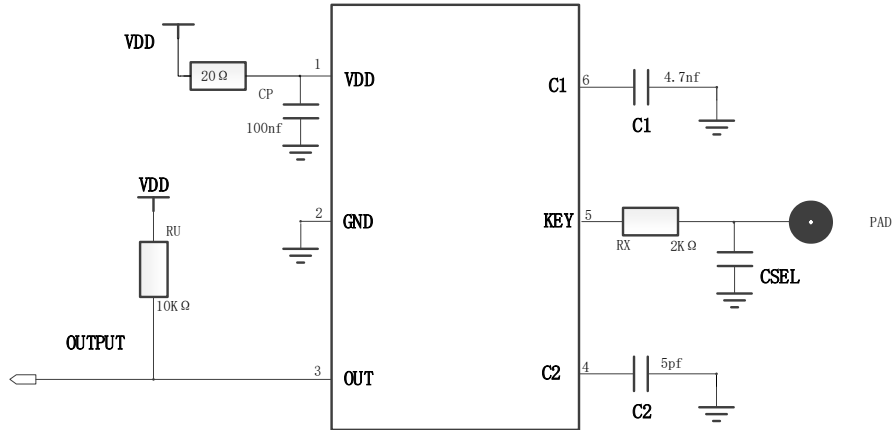 VDD
20Ω
CP
100nf
1
VDD
C1
6
4.7nf
C1
VDD
RU
10KΩ
2
GND
KEY
5
RX
2KΩ
PAD
CSEL
OUTPUT
3
OUT
C2
4
5pf
C2